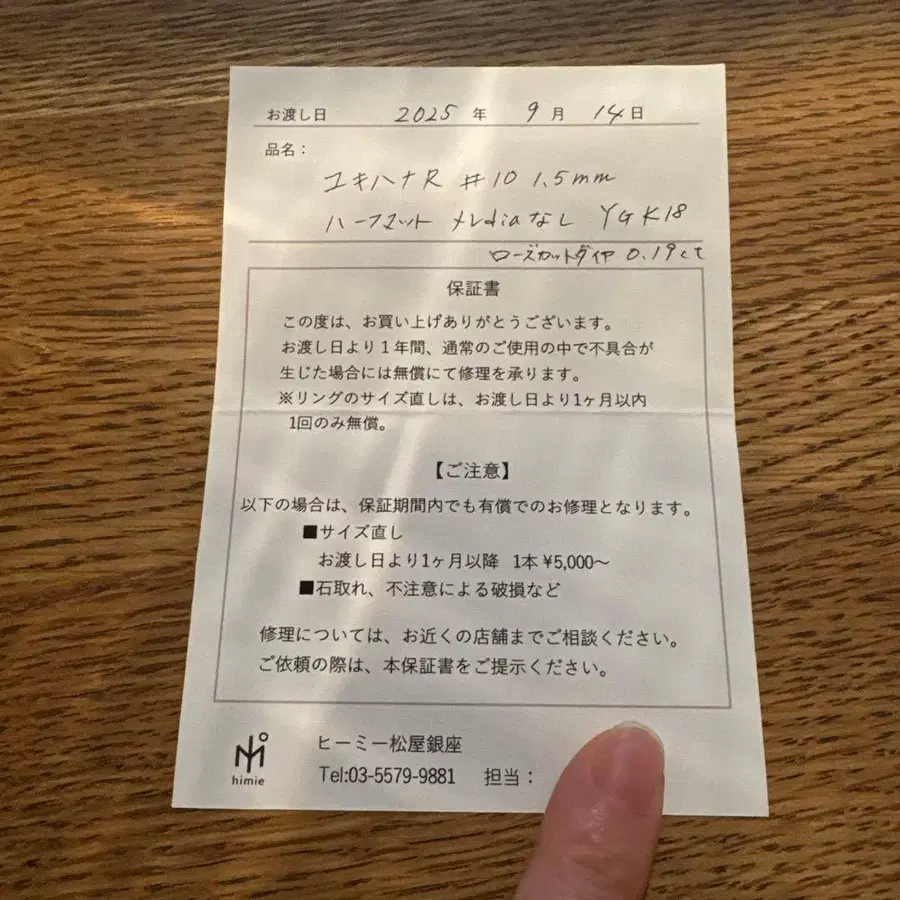 お渡し日 2025 年 9 月 14 日
品名：
ユキハナR #10 1.5mm
ハーフマット メレdiaなし YGK18
ローズカットダイヤ 0.19ct
保証書
この度は、お買い上げありがとうございます。
お渡し日より1年間、通常のご使用の中で不具合が
生じた場合には無償にて修理を承ります。
※リングのサイズ直しは、お渡し日より1ヶ月以内
1回のみ無償。
【ご注意】
以下の場合は、保証期間内でも有償でのお修理となります。
■サイズ直し
お渡し日より1ヶ月以降 1本 ¥5,000〜
■石取れ、不注意による破損など
修理については、お近くの店舗までご相談ください。
ご依頼の際は、本保証書をご提示ください。
himie
ヒーミー松屋銀座
Tel:03-5579-9881 担当：